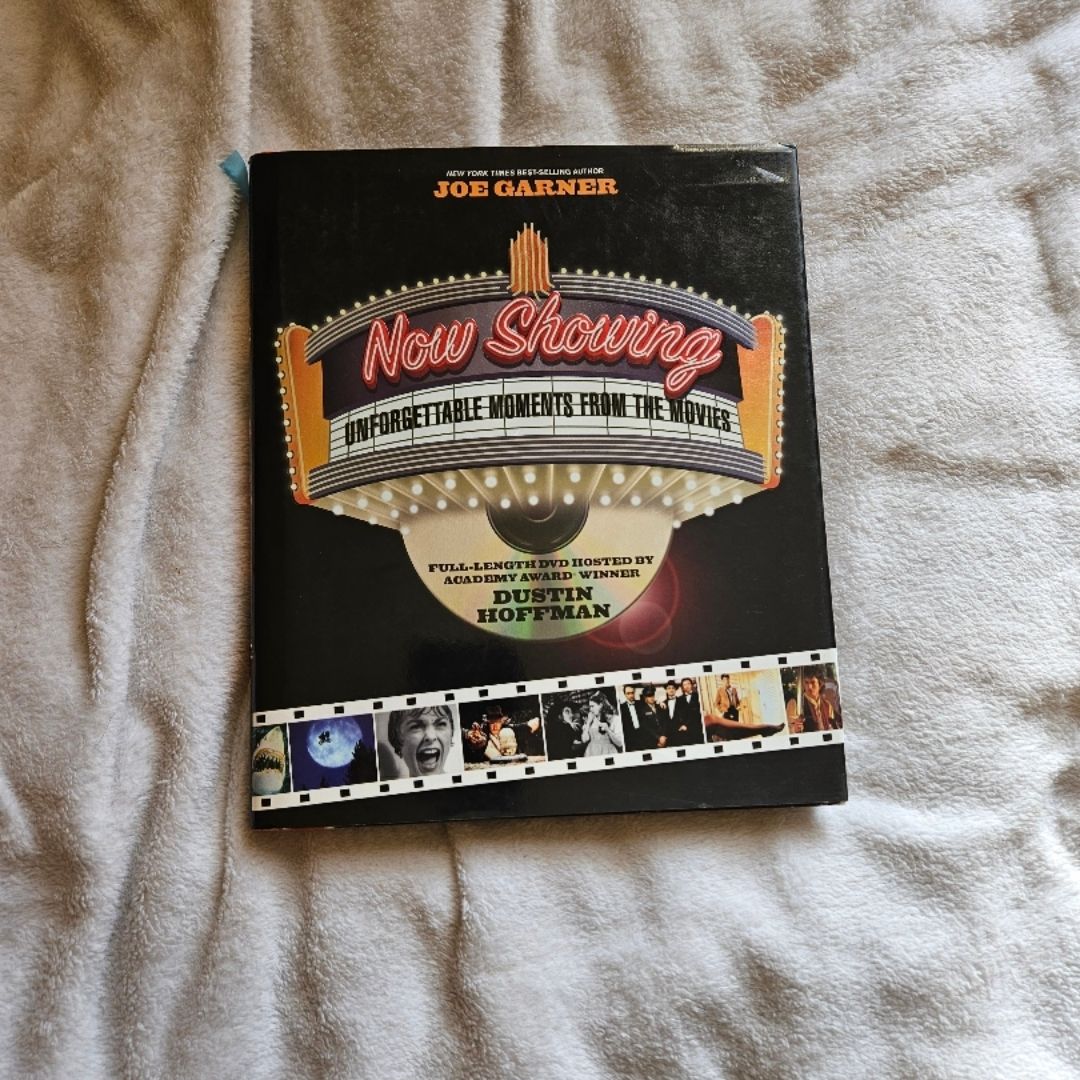 NEW YORK TIMES BEST-SELLING AUTHOR
JOE GARNER
Now Showing
UNFORGETTABLE MOMENTS FROM THE MOVIES
FULL-LENGTH DVD HOSTED BY
ACADEMY AWARD® WINNER
DUSTIN
HOFFMAN